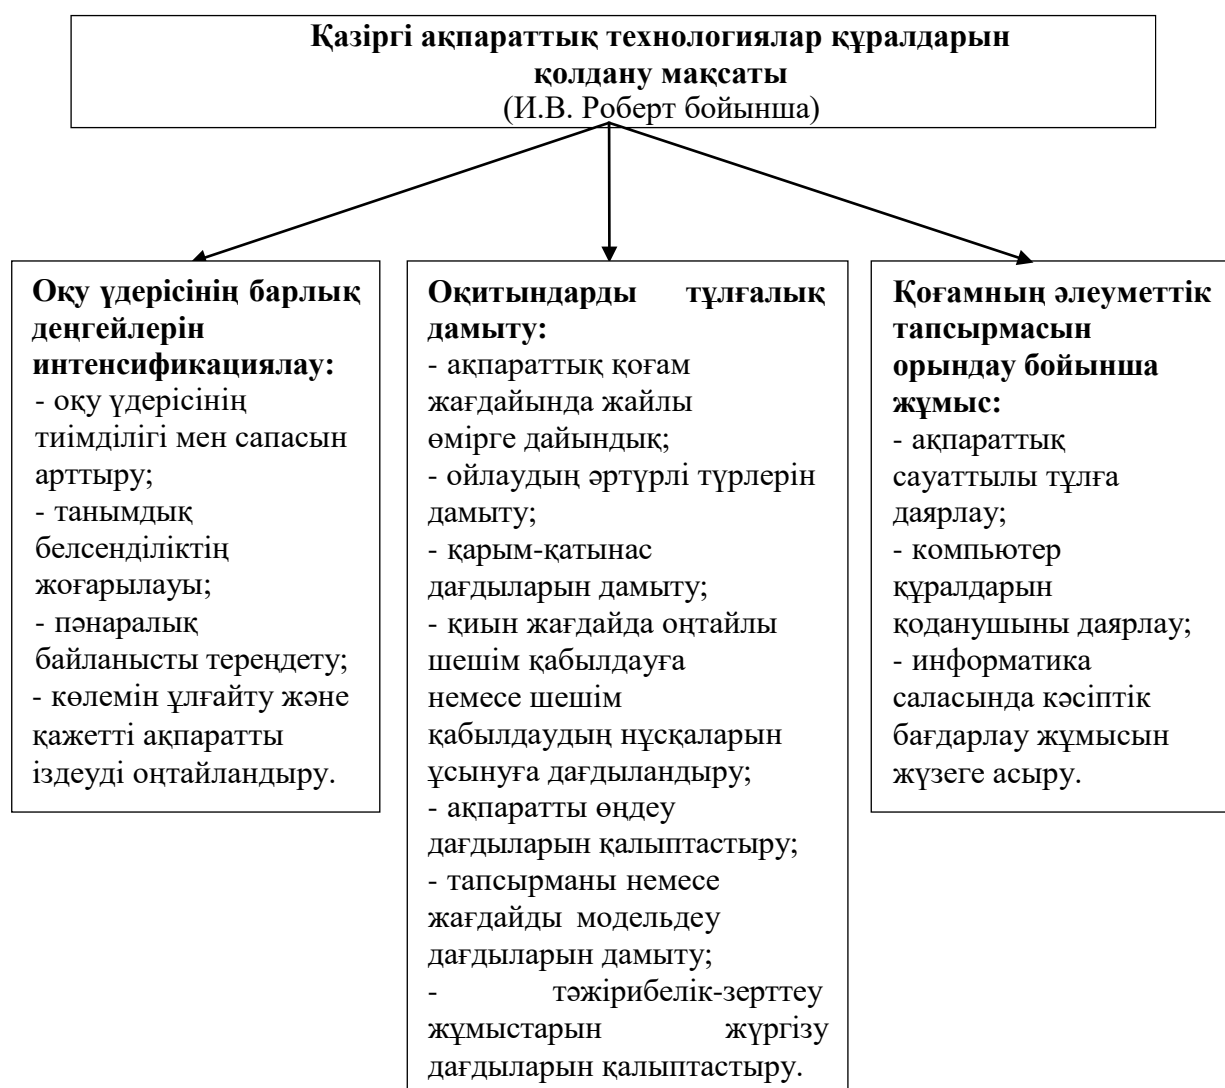 Қазіргі ақпараттық технологиялар құралдарын
қолдану мақсаты
(И.В. Роберт бойынша)
Оқу үдерісінің барлық
деңгейлерін
интенсификациялау:
- оқу үдерісінің
тиімділігі мен сапасын
арттыру;
- танымдық
белсенділіктің
жоғарылауы;
- пәнаралық
байланысты тереңдету;
- көлемін ұлғайту және
қажетті ақпаратты
іздеуді оңтайландыру.
Оқитындарды тұлғалық
дамыту:
- ақпараттық қоғам
жағдайында жайлы
өмірге дайындық;
- ойлаудың әртүрлі түрлерін
дамыту;
- қарым-қатынас
дағдыларын дамыту;
- қиын жағдайда оңтайлы
шешім қабылдауға
немесе шешім
қабылдаудың нұсқаларын
ұсынуға дағдыландыру;
- ақпаратты өңдеу
дағдыларын қалыптастыру;
- тапсырманы немесе
жағдайды модельдеу
дағдыларын дамыту;
- тәжірибелік-зерттеу
жұмыстарын жүргізу
дағдыларын қалыптастыру.
Қоғамның әлеуметтік
тапсырмасын
орындау бойынша
жұмыс:
- ақпараттық
сауаттылы тұлға
даярлау;
- компьютер
құралдарын
қоданушыны даярлау;
- информатика
саласында кәсіптік
бағдарлау жұмысын
жүзеге асыру.